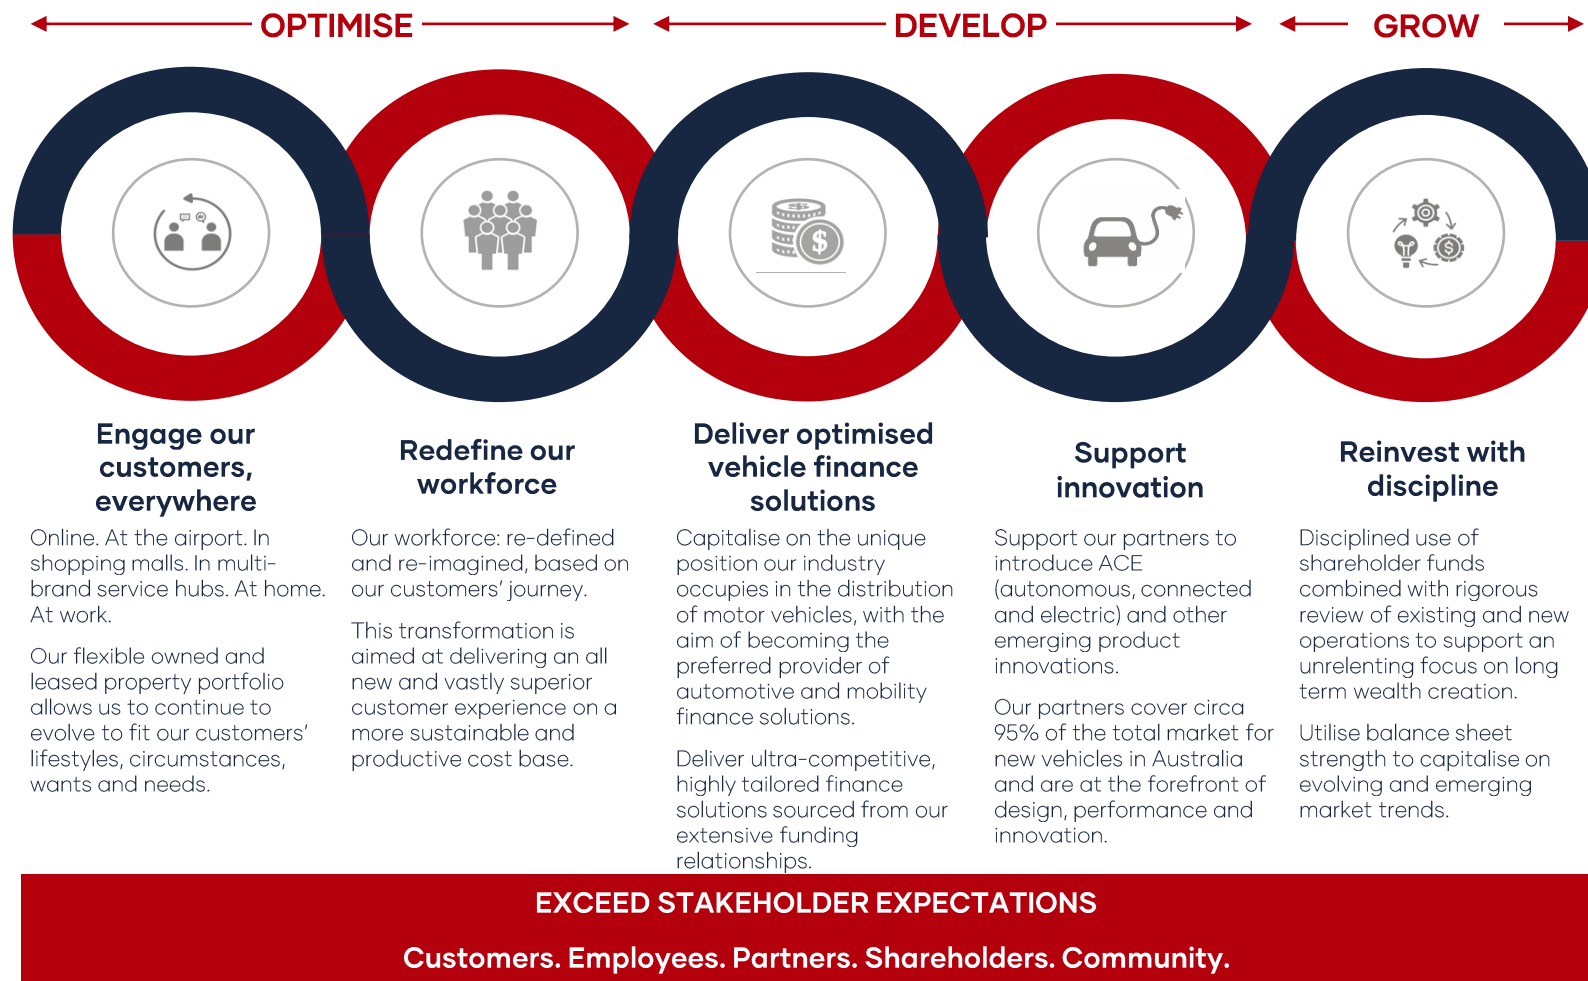 OPTIMISE
DEVELOP
GROW
Engage our
customers,
everywhere
Online. At the airport. In
shopping malls. In multi-
brand service hubs. At home.
At work.
Our flexible owned and
leased property portfolio
allows us to continue to
evolve to fit our customers’
lifestyles, circumstances,
wants and needs.
Redefine our
workforce
Our workforce: re-defined
and re-imagined, based on
our customers’ journey.
This transformation is
aimed at delivering an all
new and vastly superior
customer experience on a
more sustainable and
productive cost base.
Deliver optimised
vehicle finance
solutions
Capitalise on the unique
position our industry
occupies in the distribution
of motor vehicles, with the
aim of becoming the
preferred provider of
automotive and mobility
finance solutions.
Deliver ultra-competitive,
highly tailored finance
solutions sourced from our
extensive funding
relationships.
Support
innovation
Support our partners to
introduce ACE
(autonomous, connected
and electric) and other
emerging product
innovations.
Our partners cover circa
95% of the total market for
new vehicles in Australia
and are at the forefront of
design, performance and
innovation.
Reinvest with
discipline
Disciplined use of
shareholder funds
combined with rigorous
review of existing and new
operations to support an
unrelenting focus on long
term wealth creation.
Utilise balance sheet
strength to capitalise on
evolving and emerging
market trends.
EXCEED STAKEHOLDER EXPECTATIONS
Customers. Employees. Partners. Shareholders. Community.